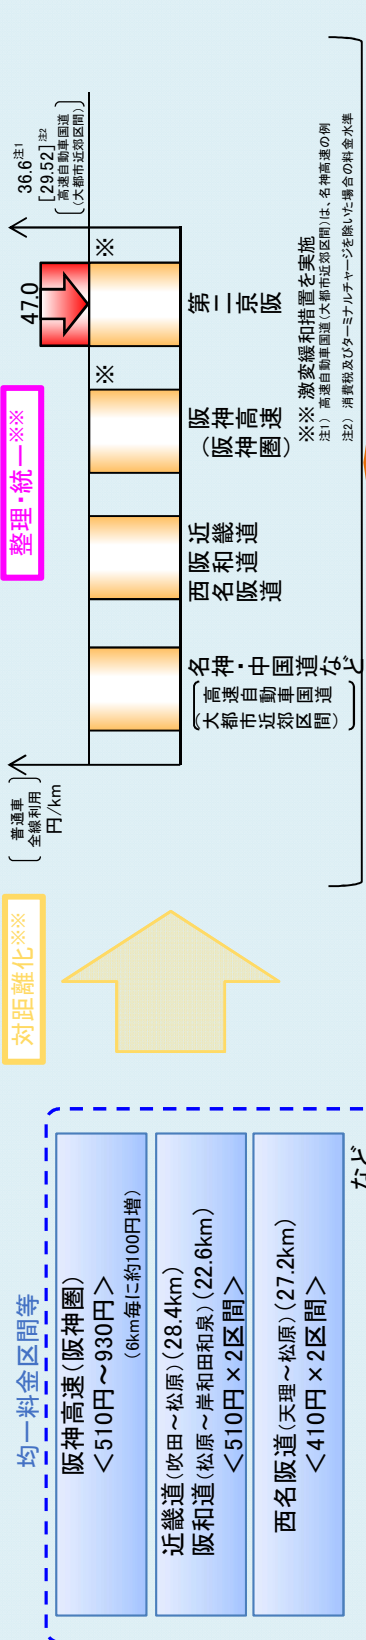 均一料金区間等
阪神高速(阪神圏)
＜510円～930円＞
(6km毎に約100円増)
近畿道(吹田～松原)(28.4km)
阪和道(松原～岸和田和泉)(22.6km)
＜510円×2区間＞
西名阪道(天理～松原)(27.2km)
＜410円×2区間＞
など
対距離化※※
整理・統一※※
普通車
全線利用
円/km
47.0
36.6注1
[29.52]注2
高速自動車国道
(大都市近郊区間)
※
※
名神・中国道など
高速自動車国道
(大都市近郊区間)
近畿道
阪和道
西名阪道
阪神高速
(阪神圏)
第二京阪
※※ 激変緩和措置を実施
注1) 高速自動車国道(大都市近郊区間)は、名神高速の例
注2) 消費税及びターミナルチャージを除いた場合の料金水準